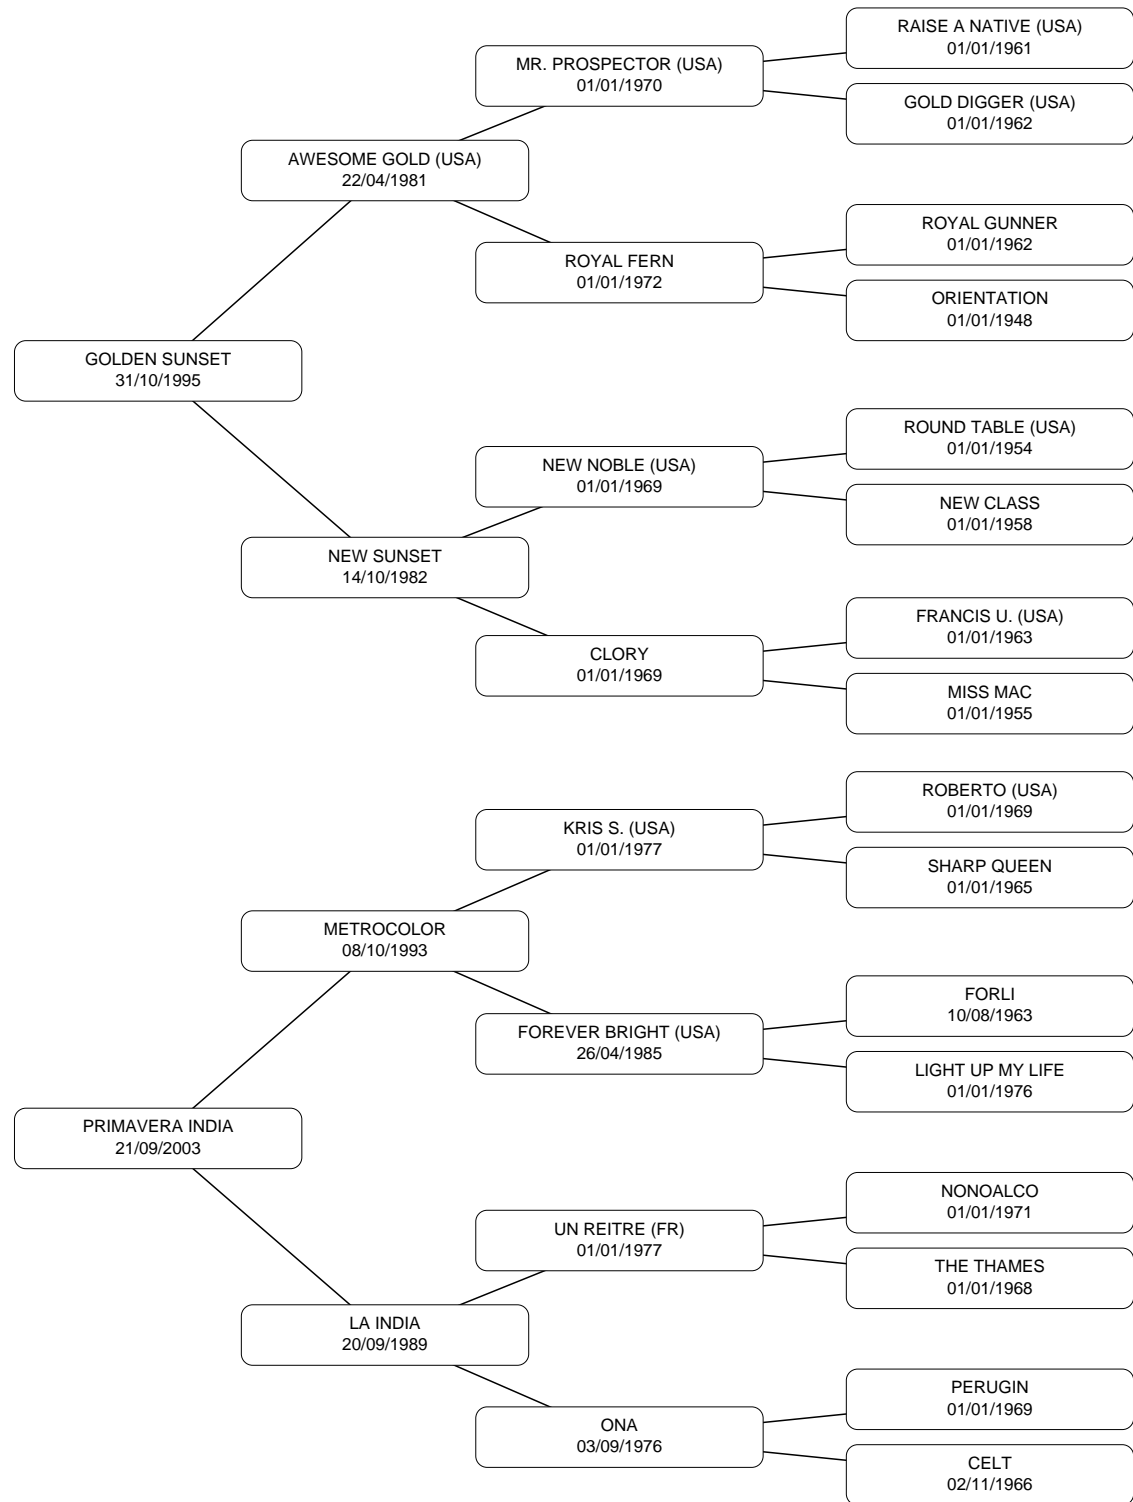 RAISE A NATIVE (USA)
01/01/1961
MR. PROSPECTOR (USA)
01/01/1970
GOLD DIGGER (USA)
01/01/1962
AWESOME GOLD (USA)
22/04/1981
ROYAL GUNNER
01/01/1962
ROYAL FERN
01/01/1972
ORIENTATION
01/01/1948
GOLDEN SUNSET
31/10/1995
ROUND TABLE (USA)
01/01/1954
NEW NOBLE (USA)
01/01/1969
NEW CLASS
01/01/1958
NEW SUNSET
14/10/1982
FRANCIS U. (USA)
01/01/1963
CLORY
01/01/1969
MISS MAC
01/01/1955
ROBERTO (USA)
01/01/1969
KRIS S. (USA)
01/01/1977
SHARP QUEEN
01/01/1965
METROCOLOR
08/10/1993
FORLI
10/08/1963
FOREVER BRIGHT (USA)
26/04/1985
LIGHT UP MY LIFE
01/01/1976
PRIMAVERA INDIA
21/09/2003
NONOALCO
01/01/1971
UN REITRE (FR)
01/01/1977
THE THAMES
01/01/1968
LA INDIA
20/09/1989
PERUGIN
01/01/1969
ONA
03/09/1976
CELT
02/11/1966